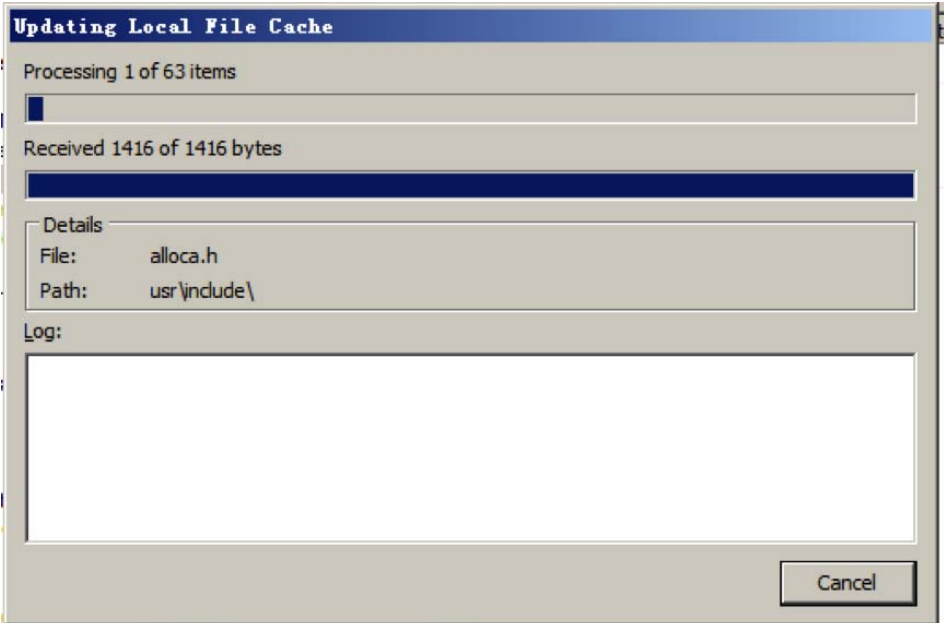 Updating Local File Cache
Processing 1 of 63 items
Received 1416 of 1416 bytes
Details
File: alloca.h
Path: usr\include\
Log:
Cancel